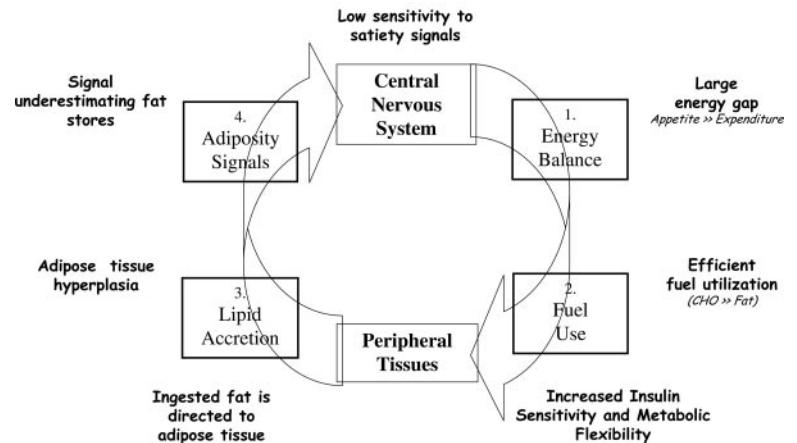 Low sensitivity to
satiety signals
Signal
underestimating fat
stores
4.
Adiposity
Signals
Central
Nervous
System
1.
Energy
Balance
Large
energy gap
Appetite » Expenditure
Adipose tissue
hyperplasia
3.
Lipid
Accretion
Peripheral
Tissues
2.
Fuel
Use
Efficient
fuel utilization
(CHO » Fat)
Ingested fat is
directed to
adipose tissue
Increased Insulin
Sensitivity and Metabolic
Flexibility